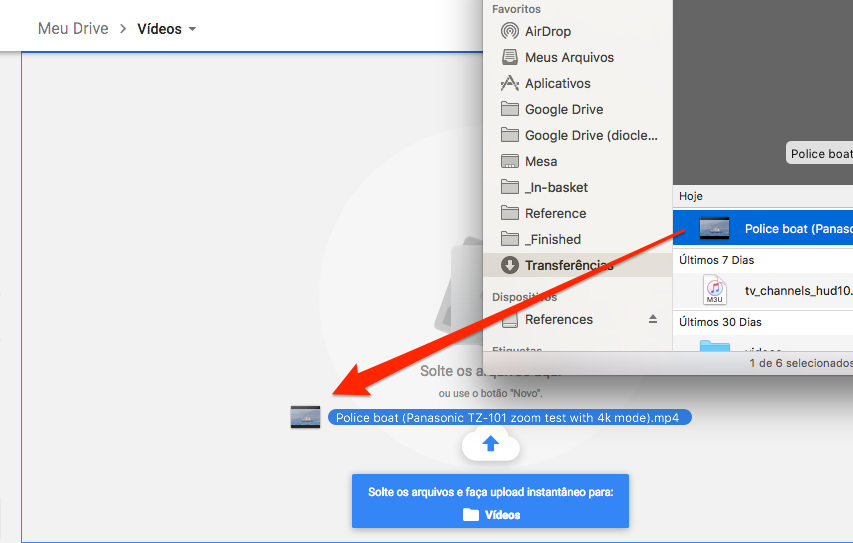 Meu Drive > Vídeos
Solte os arquivos aqui
ou use o botão "Novo".
Police boat (Panasonic TZ-101 zoom test with 4k mode).mp4
Solte os arquivos e faça upload instantâneo para:
Vídeos
Favoritos
AirDrop
Meus Arquivos
Aplicativos
Google Drive
Google Drive (diocle...
Mesa
_In-basket
Reference
_Finished
Transferências
Dispositivos
References
Etiquetas
Police boat
Hoje
Police boat (Panaso
Últimos 7 Dias
M3U
tv_channels_hud10.
Últimos 30 Dias
videos
1 de 6 selecionados